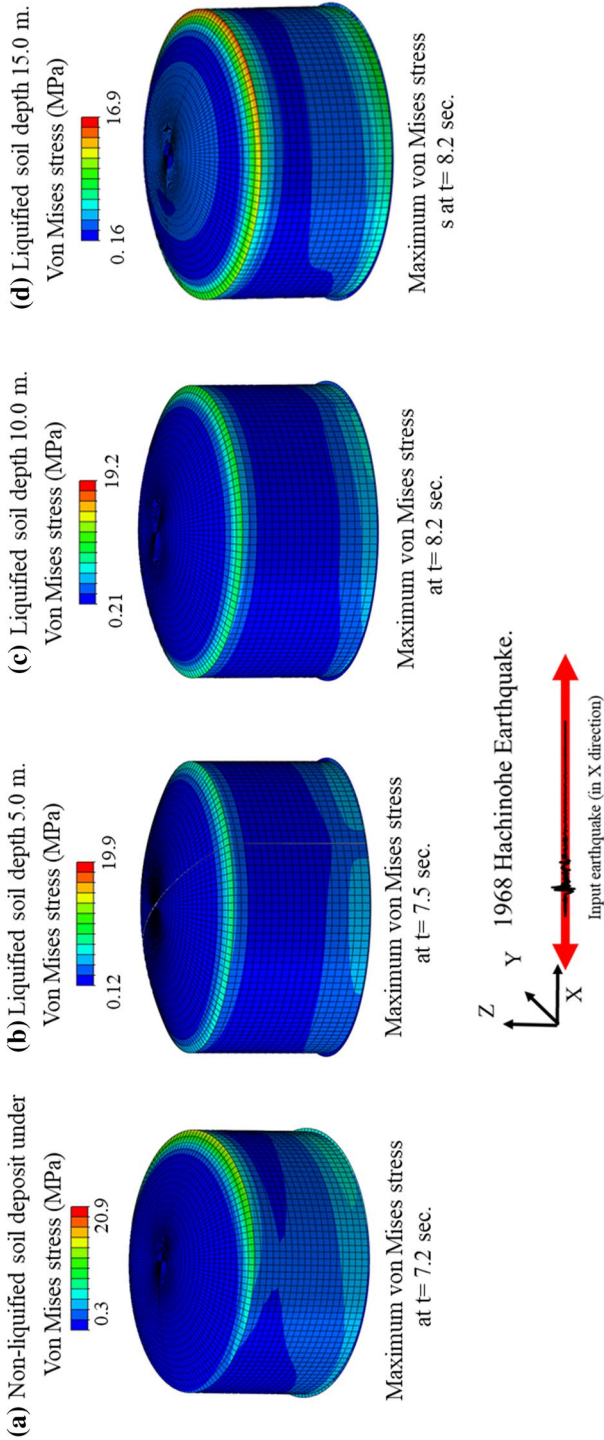 (a) Non-liquified soil deposit under
Von Mises stress (MPa)
0.3 20.9
Maximum von Mises stress
at t= 7.2 sec.
(b) Liquified soil depth 5.0 m.
Von Mises stress (MPa)
0.12 19.9
Maximum von Mises stress
at t= 7.5 sec.
(c) Liquified soil depth 10.0 m.
Von Mises stress (MPa)
0.21 19.2
Maximum von Mises stress
at t= 8.2 sec.
(d) Liquified soil depth 15.0 m.
Von Mises stress (MPa)
0.16 16.9
Maximum von Mises stress
s at t= 8.2 sec.
Z
Y
X
1968 Hachinohe Earthquake.
Input earthquake (in X direction)